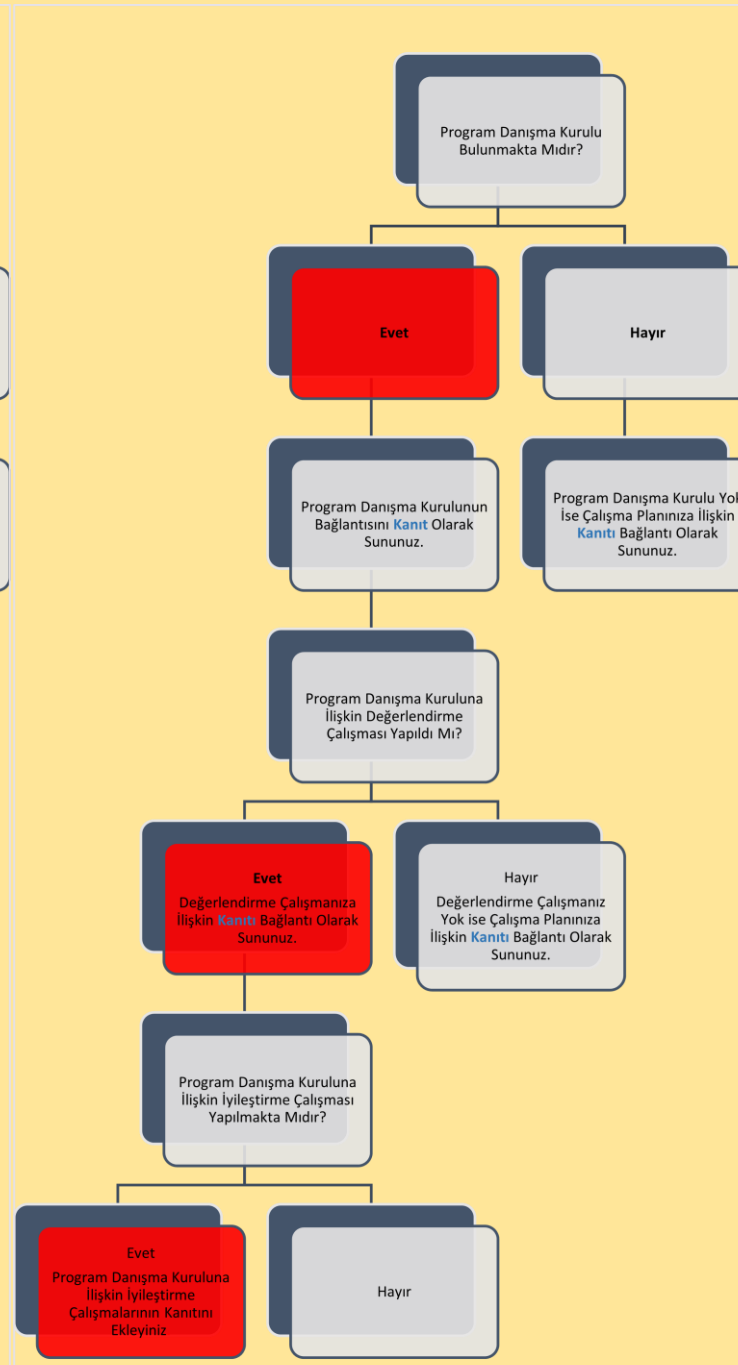 Program Danışma Kurulu
Bulunmakta Mıdır?
Evet
Hayır
Program Danışma Kurulunun
Bağlantısını Kanıt Olarak
Sununuz.
Program Danışma Kurulu Yok
İse Çalışma Planınıza İlişkin
Kanıtı Bağlantı Olarak
Sununuz.
Program Danışma Kuruluna
İlişkin Değerlendirme
Çalışması Yapıldı Mı?
Evet
Değerlendirme Çalışmanıza
İlişkin Kanıtı Bağlantı Olarak
Sununuz.
Hayır
Değerlendirme Çalışmanız
Yok ise Çalışma Planınıza
İlişkin Kanıtı Bağlantı Olarak
Sununuz.
Program Danışma Kuruluna
İlişkin İyileştirme Çalışması
Yapılmakta Mıdır?
Evet
Program Danışma Kuruluna
İlişkin İyileştirme
Çalışmalarının Kanıtını
Ekleyiniz
Hayır